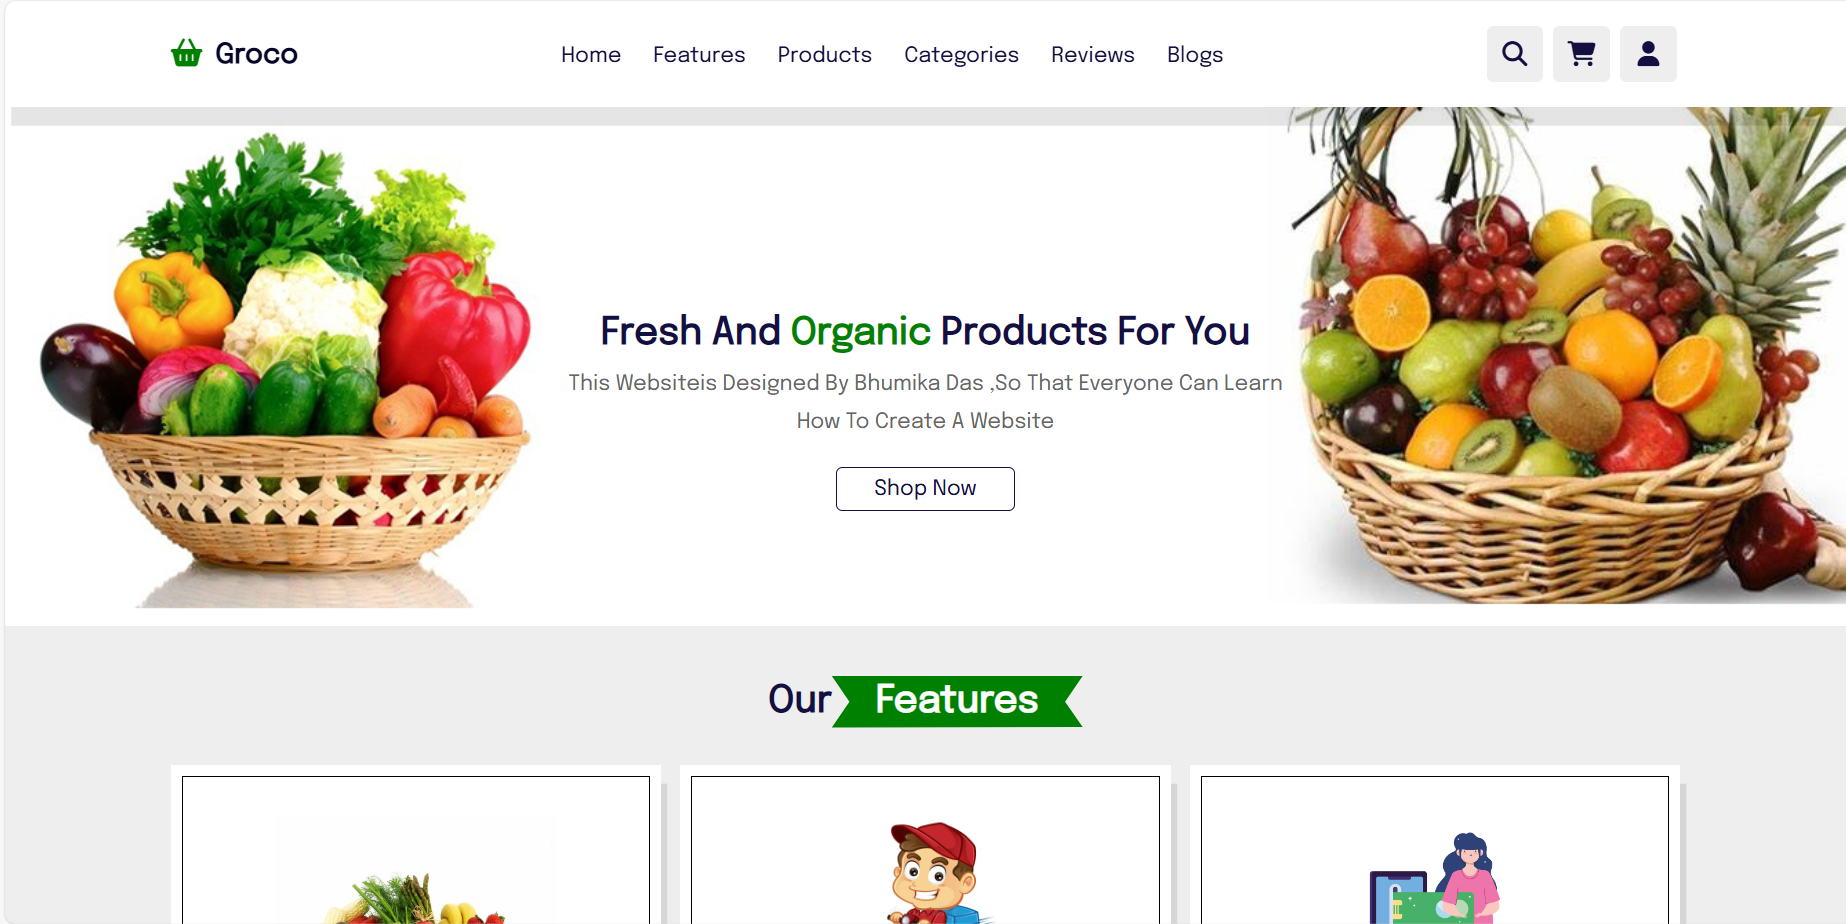 Groco
Home Features Products Categories Reviews Blogs
Fresh And Organic Products For You
This Websiteis Designed By Bhumika Das ,So That Everyone Can Learn
How To Create A Website
Shop Now
Our Features